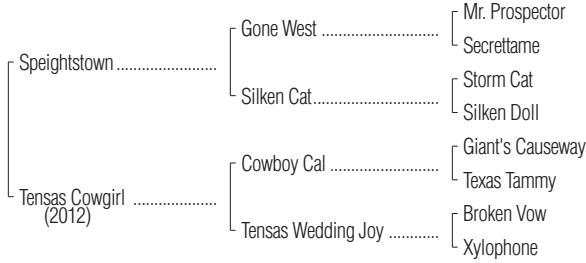 Mr. Prospector
Gone West ..............................
Secrettame
Speightstown .........................
Storm Cat
Silken Cat................................
Silken Doll
Giant's Causeway
Cowboy Cal ............................
Texas Tammy
Tensas Cowgirl .....................
(2012)
Broken Vow
Tensas Wedding Joy .............
Xylophone